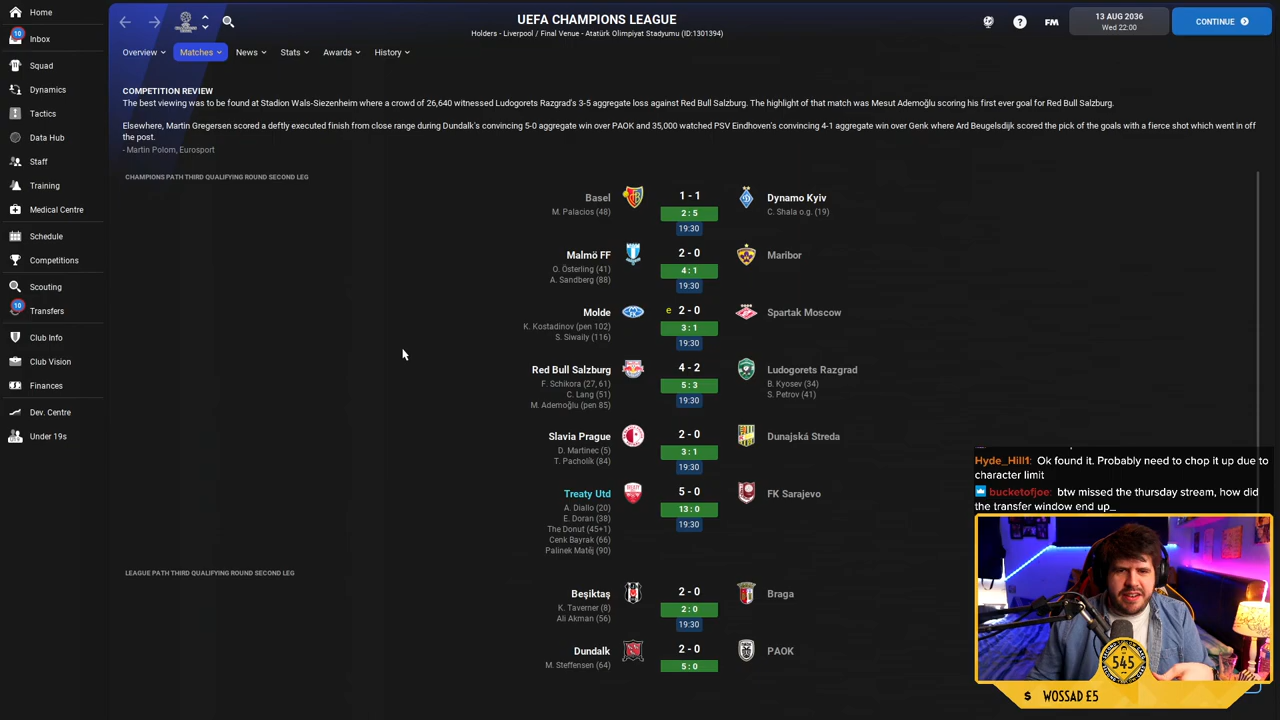 Home
10
Inbox
Squad
Dynamics
Tactics
Data Hub
Staff
Training
Medical Centre
Schedule
Competitions
Scouting
10
Transfers
Club Info
Club Vision
Finances
Dev. Centre
Under 19s
UEFA CHAMPIONS LEAGUE
Holders - Liverpool / Final Venue - Atatürk Olimpiyat Stadyumu (ID:1301394)
? FM
13 AUG 2036
Wed 22:00
CONTINUE
Overview Matches News Stats Awards History
COMPETITION REVIEW
The best viewing was to be found at Stadion Wals-Siezenheim where a crowd of 26,640 witnessed Ludogorets Razgrad's 3-5 aggregate loss against Red Bull Salzburg. The highlight of that match was Mesut Ademoğlu scoring his first ever goal for Red Bull Salzburg.
Elsewhere, Martin Gregersen scored a deftly executed finish from close range during Dundalk's convincing 5-0 aggregate win over PAOK and 35,000 watched PSV Eindhoven's convincing 4-1 aggregate win over Genk where Ard Beugelsdijk scored the pick of the goals with a fierce shot which went in off
the post.
- Martin Polom, Eurosport
CHAMPIONS PATH THIRD QUALIFYING ROUND SECOND LEG
Basel 1 - 1 Dynamo Kyiv
M. Palacios (48) 2 : 5 C. Shala o.g. (19)
19:30
Malmö FF 2 - 0 Maribor
O. Österling (41) 4 : 1
A. Sandberg (88) 19:30
Molde e 2 - 0 Spartak Moscow
K. Kostadinov (pen 102) 3 : 1
S. Siwaily (116) 19:30
Red Bull Salzburg 4 - 2 Ludogorets Razgrad
F. Schikora (27, 61) 5 : 3 B. Kyosev (34)
C. Lang (51) S. Petrov (41)
M. Ademoğlu (pen 85) 19:30
Slavia Prague 2 - 0 Dunajská Streda
D. Martinec (5) 3 : 1
T. Pacholík (84) 19:30
Treaty Utd 5 - 0 FK Sarajevo
A. Diallo (20) 13 : 0
E. Doran (38) 19:30
The Donut (45+1)
Cenk Bayrak (66)
Palinek Matěj (90)
LEAGUE PATH THIRD QUALIFYING ROUND SECOND LEG
Beşiktaş 2 - 0 Braga
K. Taverner (8) 2 : 0
Ali Akman (56) 19:30
Dundalk 2 - 0 PAOK
M. Steffensen (64) 5 : 0
Hyde_Hill1: Ok found it. Probably need to chop it up due to
character limit
bucketofjoe: btw missed the thursday stream, how did
the transfer window end up_
545
$ WOSSAD £5